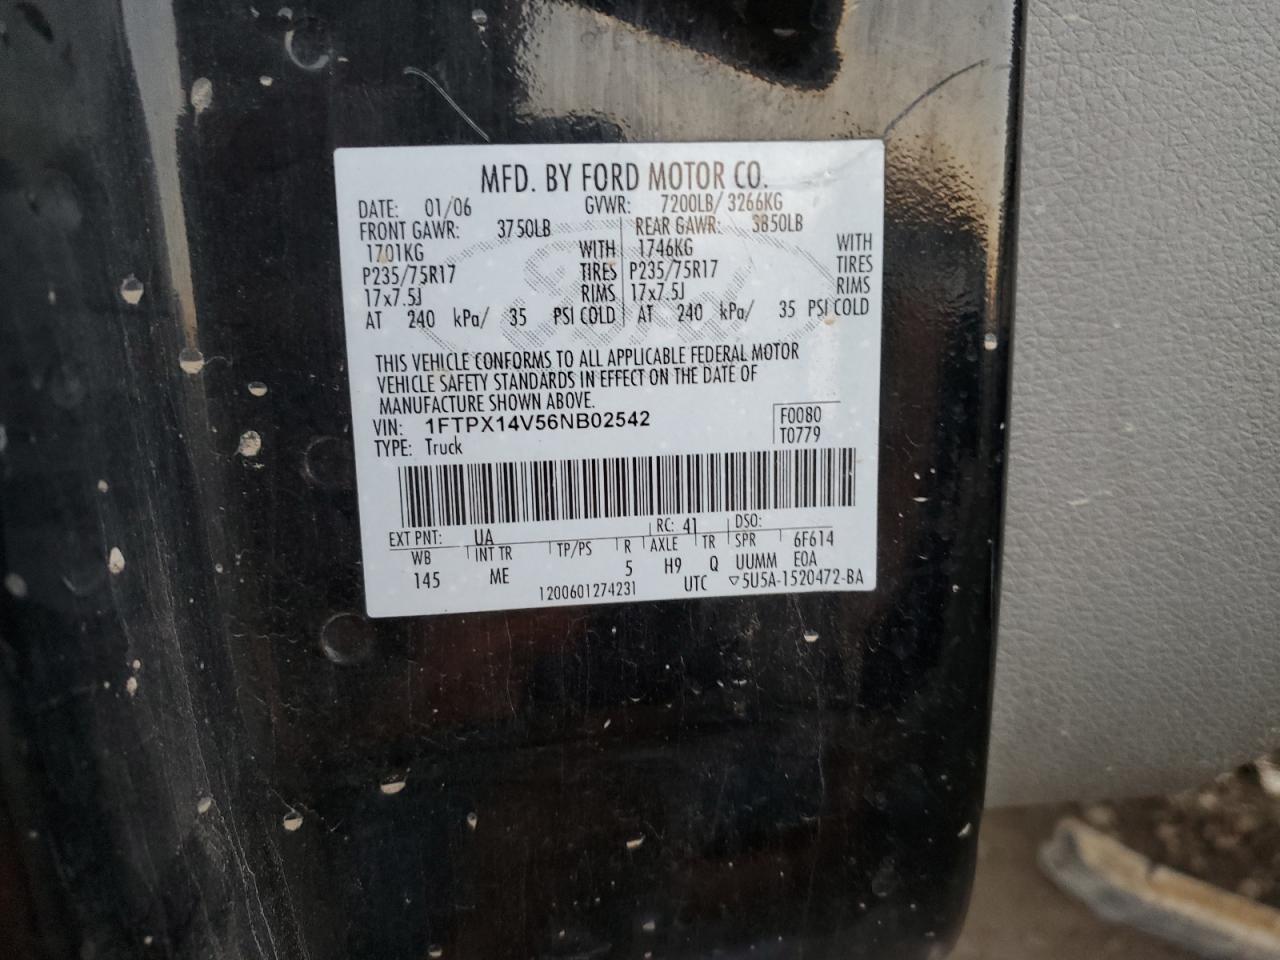 MFD. BY FORD MOTOR CO.
DATE: 01/06 GVWR: 7200LB/ 3266KG
FRONT GAWR: 3750LB REAR GAWR: 3850LB
1701KG WITH 1746KG WITH
P235/75R17 TIRES P235/75R17 TIRES
17x7.5J RIMS 17x7.5J RIMS
AT 240 kPa/ 35 PSI COLD AT 240 kPa/ 35 PSI COLD
Ford
THIS VEHICLE CONFORMS TO ALL APPLICABLE FEDERAL MOTOR
VEHICLE SAFETY STANDARDS IN EFFECT ON THE DATE OF
MANUFACTURE SHOWN ABOVE.
VIN: 1FTPX14V56NB02542 F0080
TYPE: Truck T0779
EXT PNT: UA RC: 41 DSO:
WB INT TR TP/PS R AXLE TR SPR 6F614
145 ME 5 H9 Q UUMM E0A
1200601274231 UTC ▽5U5A-1520472-BA